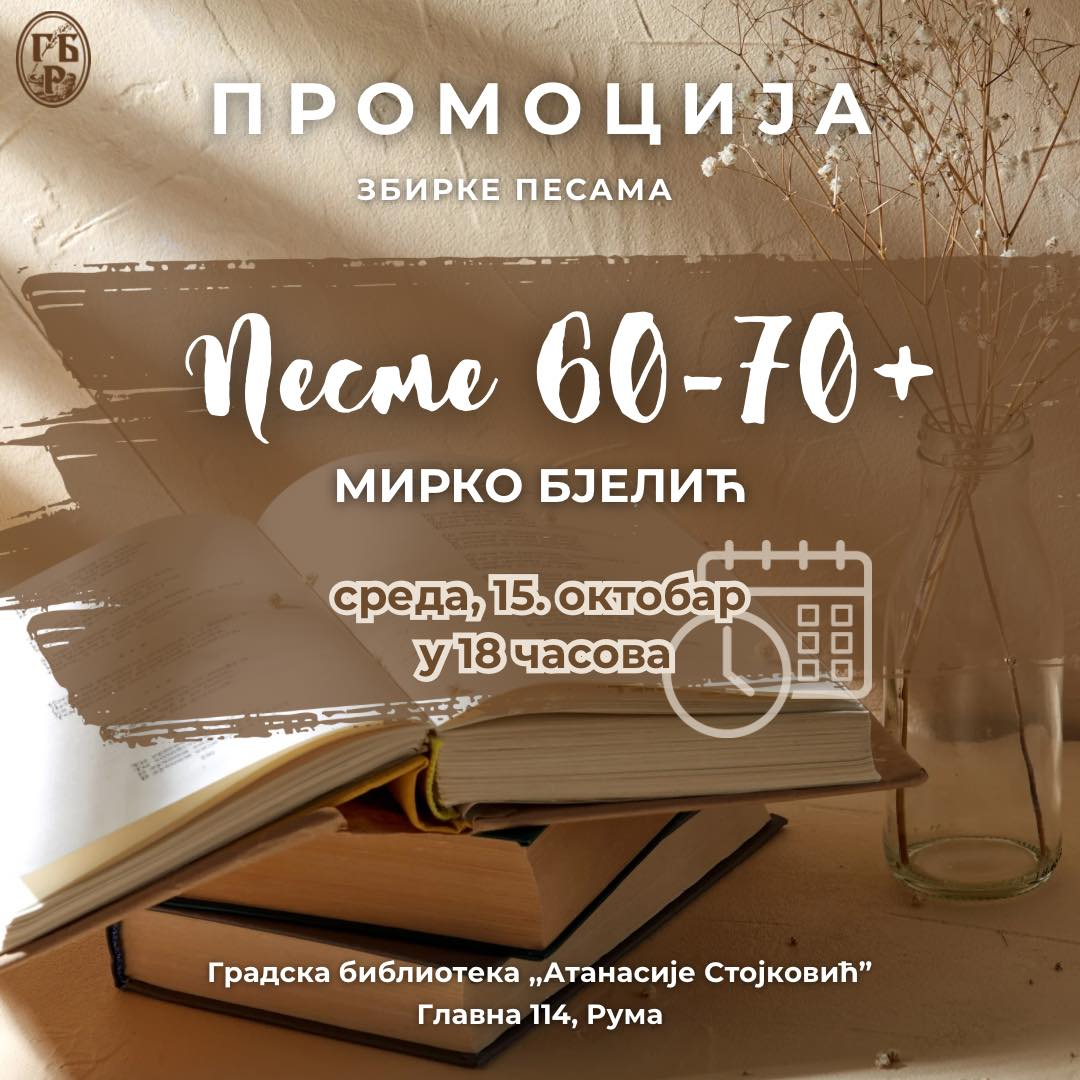 ГБ
Р
ПРОМОЦИЈА
ЗБИРКЕ ПЕСАМА
Песме 60-70+
МИРКО БЈЕЛИЋ
среда, 15. октобар
у 18 часова
Градска библиотека „Атанасије Стојковић”
Главна 114, Рума